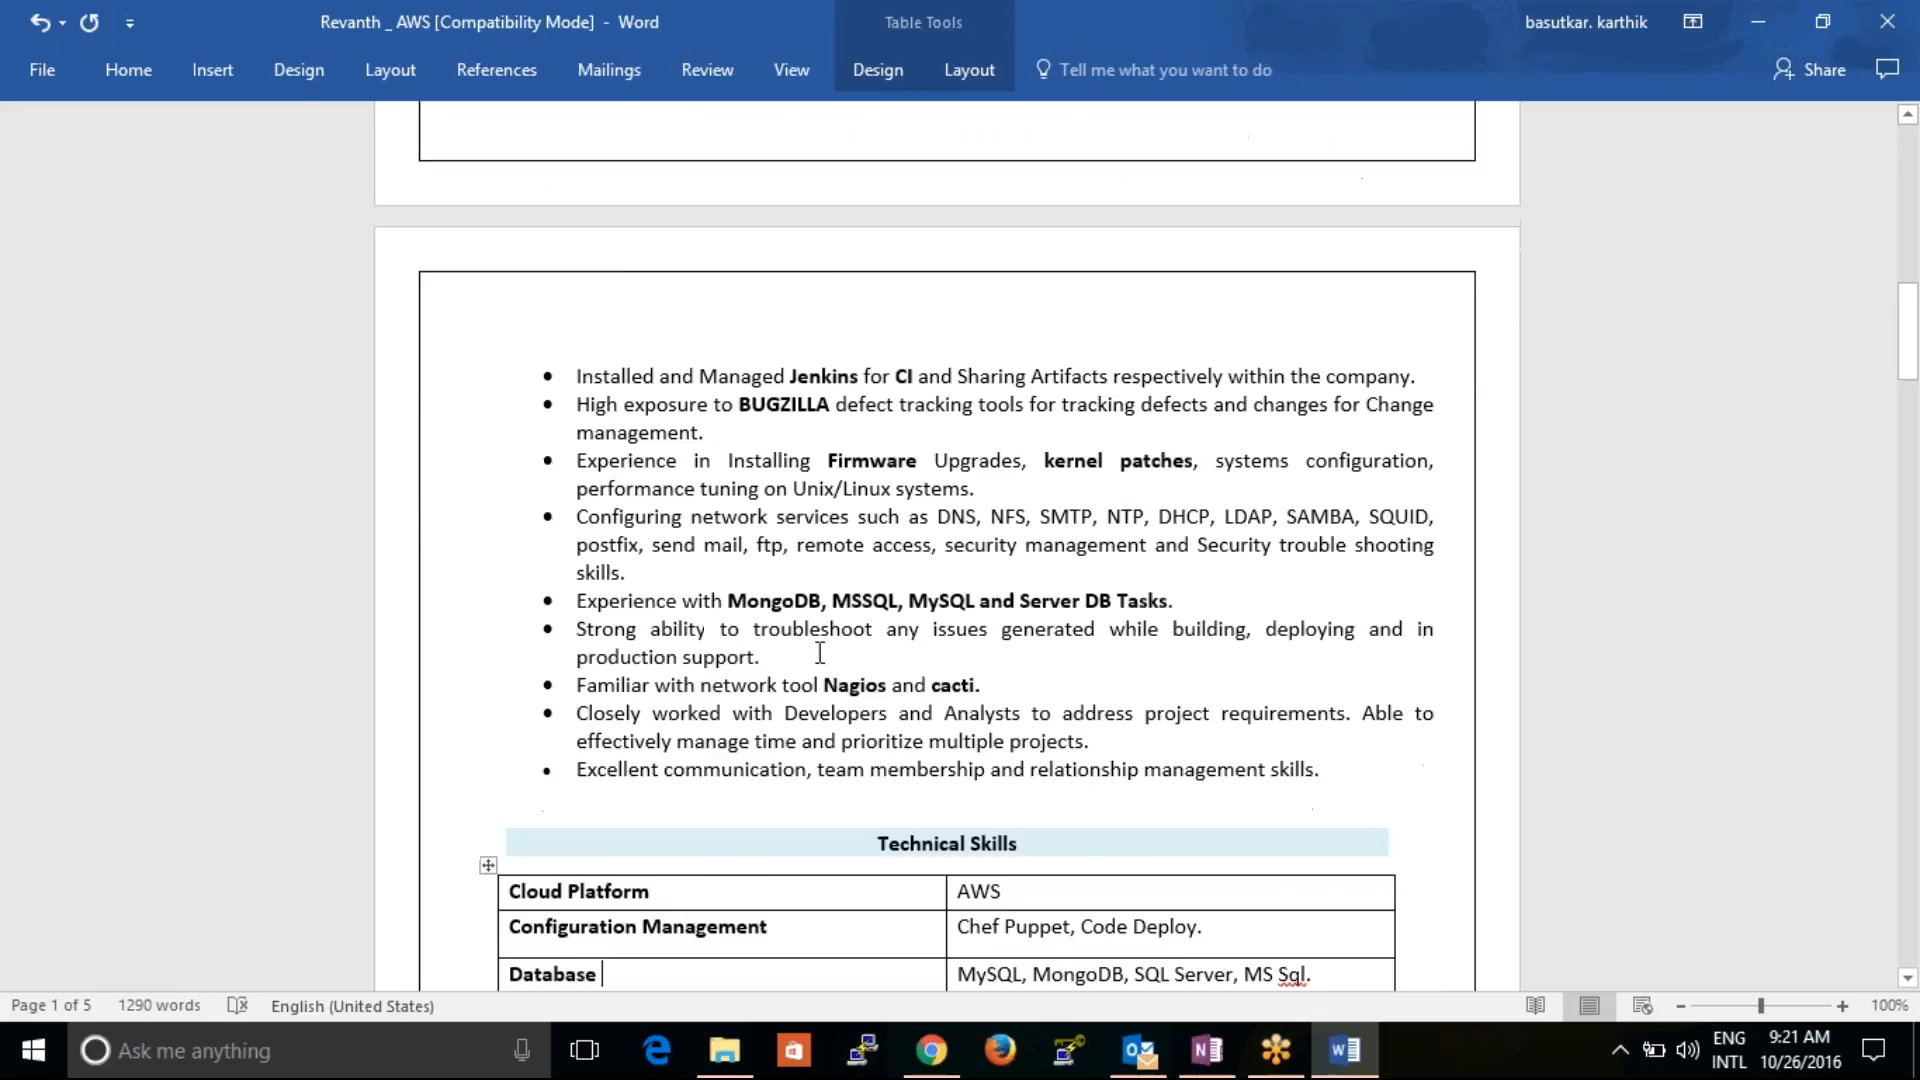 Revanth _ AWS [Compatibility Mode] - Word
Table Tools
basutkar. karthik
File Home Insert Design Layout References Mailings Review View Design Layout Tell me what you want to do Share
• Installed and Managed Jenkins for CI and Sharing Artifacts respectively within the company.
• High exposure to BUGZILLA defect tracking tools for tracking defects and changes for Change
management.
• Experience in Installing Firmware Upgrades, kernel patches, systems configuration,
performance tuning on Unix/Linux systems.
• Configuring network services such as DNS, NFS, SMTP, NTP, DHCP, LDAP, SAMBA, SQUID,
postfix, send mail, ftp, remote access, security management and Security trouble shooting
skills.
• Experience with MongoDB, MSSQL, MySQL and Server DB Tasks.
• Strong ability to troubleshoot any issues generated while building, deploying and in
production support.
• Familiar with network tool Nagios and cacti.
• Closely worked with Developers and Analysts to address project requirements. Able to
effectively manage time and prioritize multiple projects.
• Excellent communication, team membership and relationship management skills.
Technical Skills
Cloud Platform AWS
Configuration Management Chef Puppet, Code Deploy.
Database MySQL, MongoDB, SQL Server, MS Sql.
Page 1 of 5 1290 words English (United States) 100%
Ask me anything
ENG 9:21 AM
INTL 10/26/2016